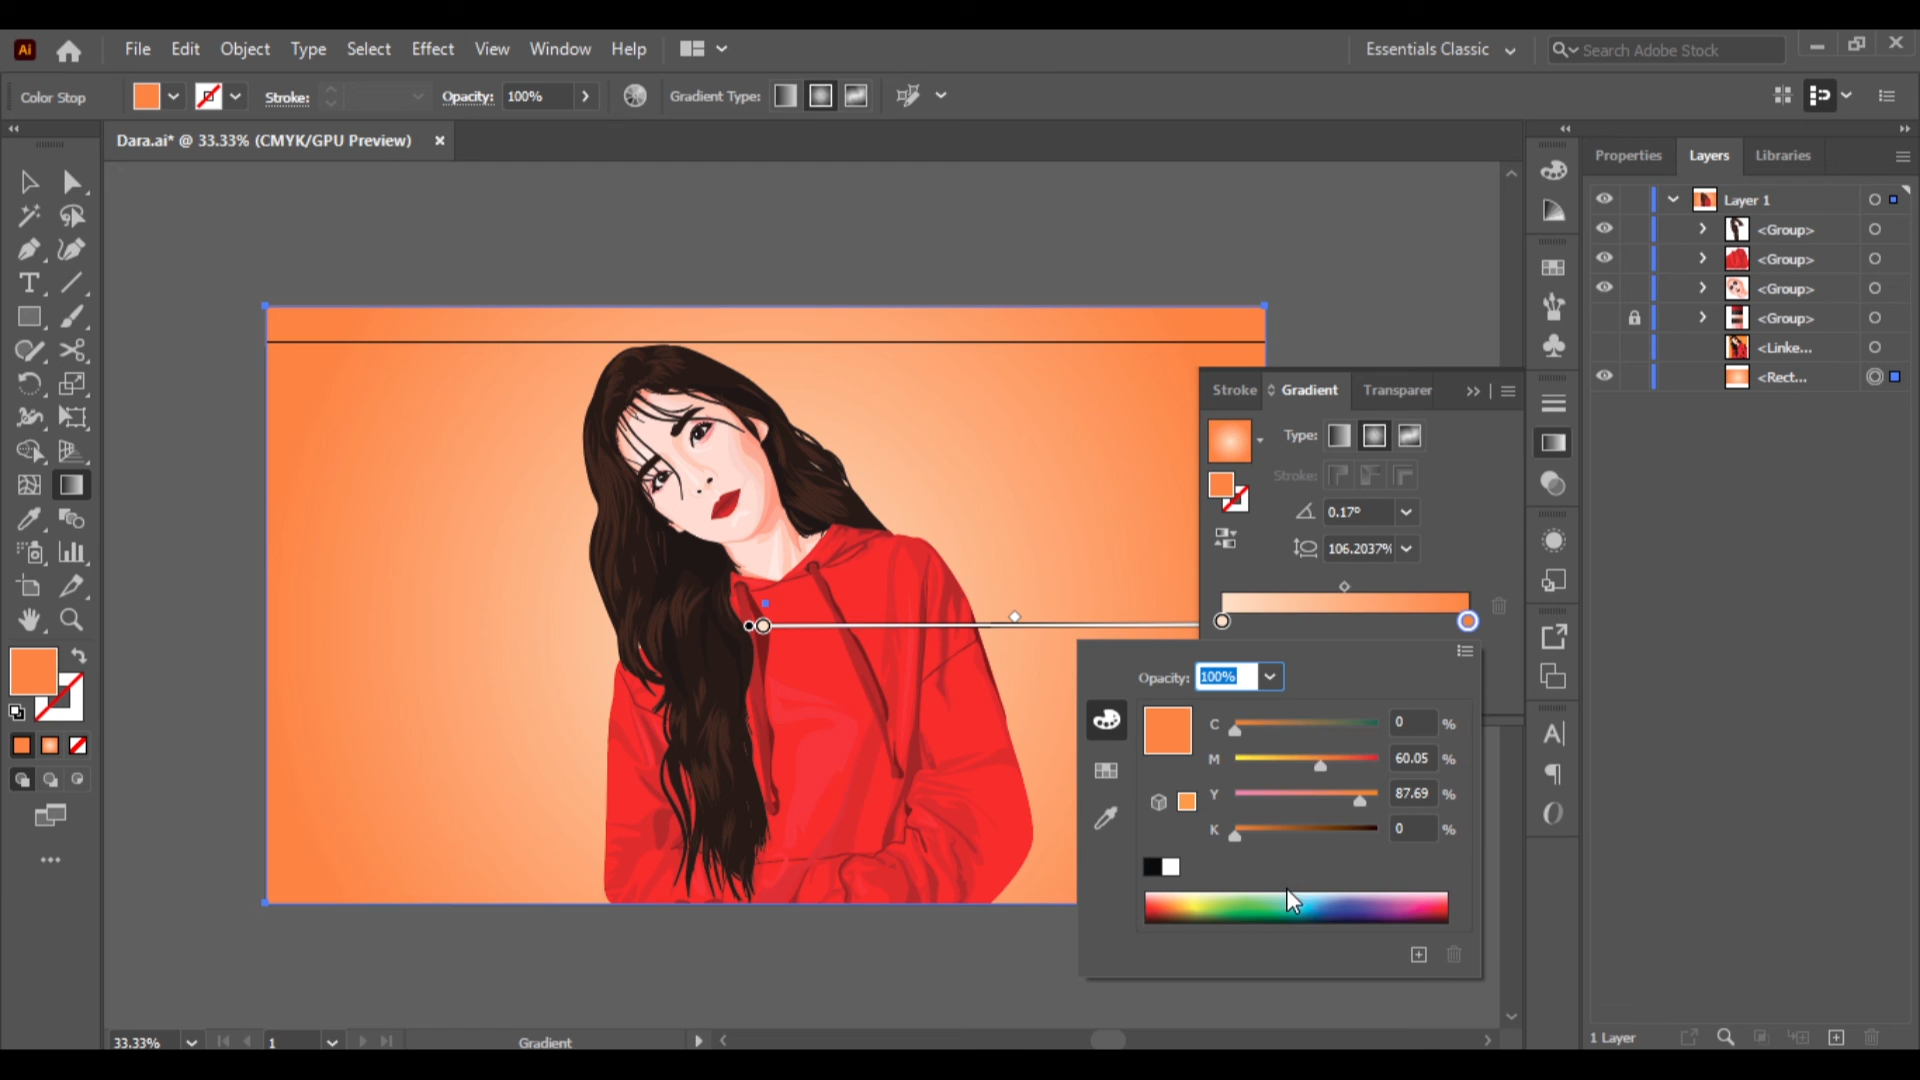 Ai File Edit Object Type Select Effect View Window Help Essentials Classic Search Adobe Stock
Color Stop Stroke: Opacity: 100% Gradient Type:
Dara.ai* @ 33.33% (CMYK/GPU Preview)
Properties Layers Libraries
Layer 1
<Group>
<Group>
<Group>
<Group>
<Linke...
<Rect...
Stroke Gradient Transparer
Type:
Stroke:
0.17°
106.2037%
Opacity: 100%
C 0 %
M 60.05 %
Y 87.69 %
K 0 %
33.33% 1 Gradient
1 Layer